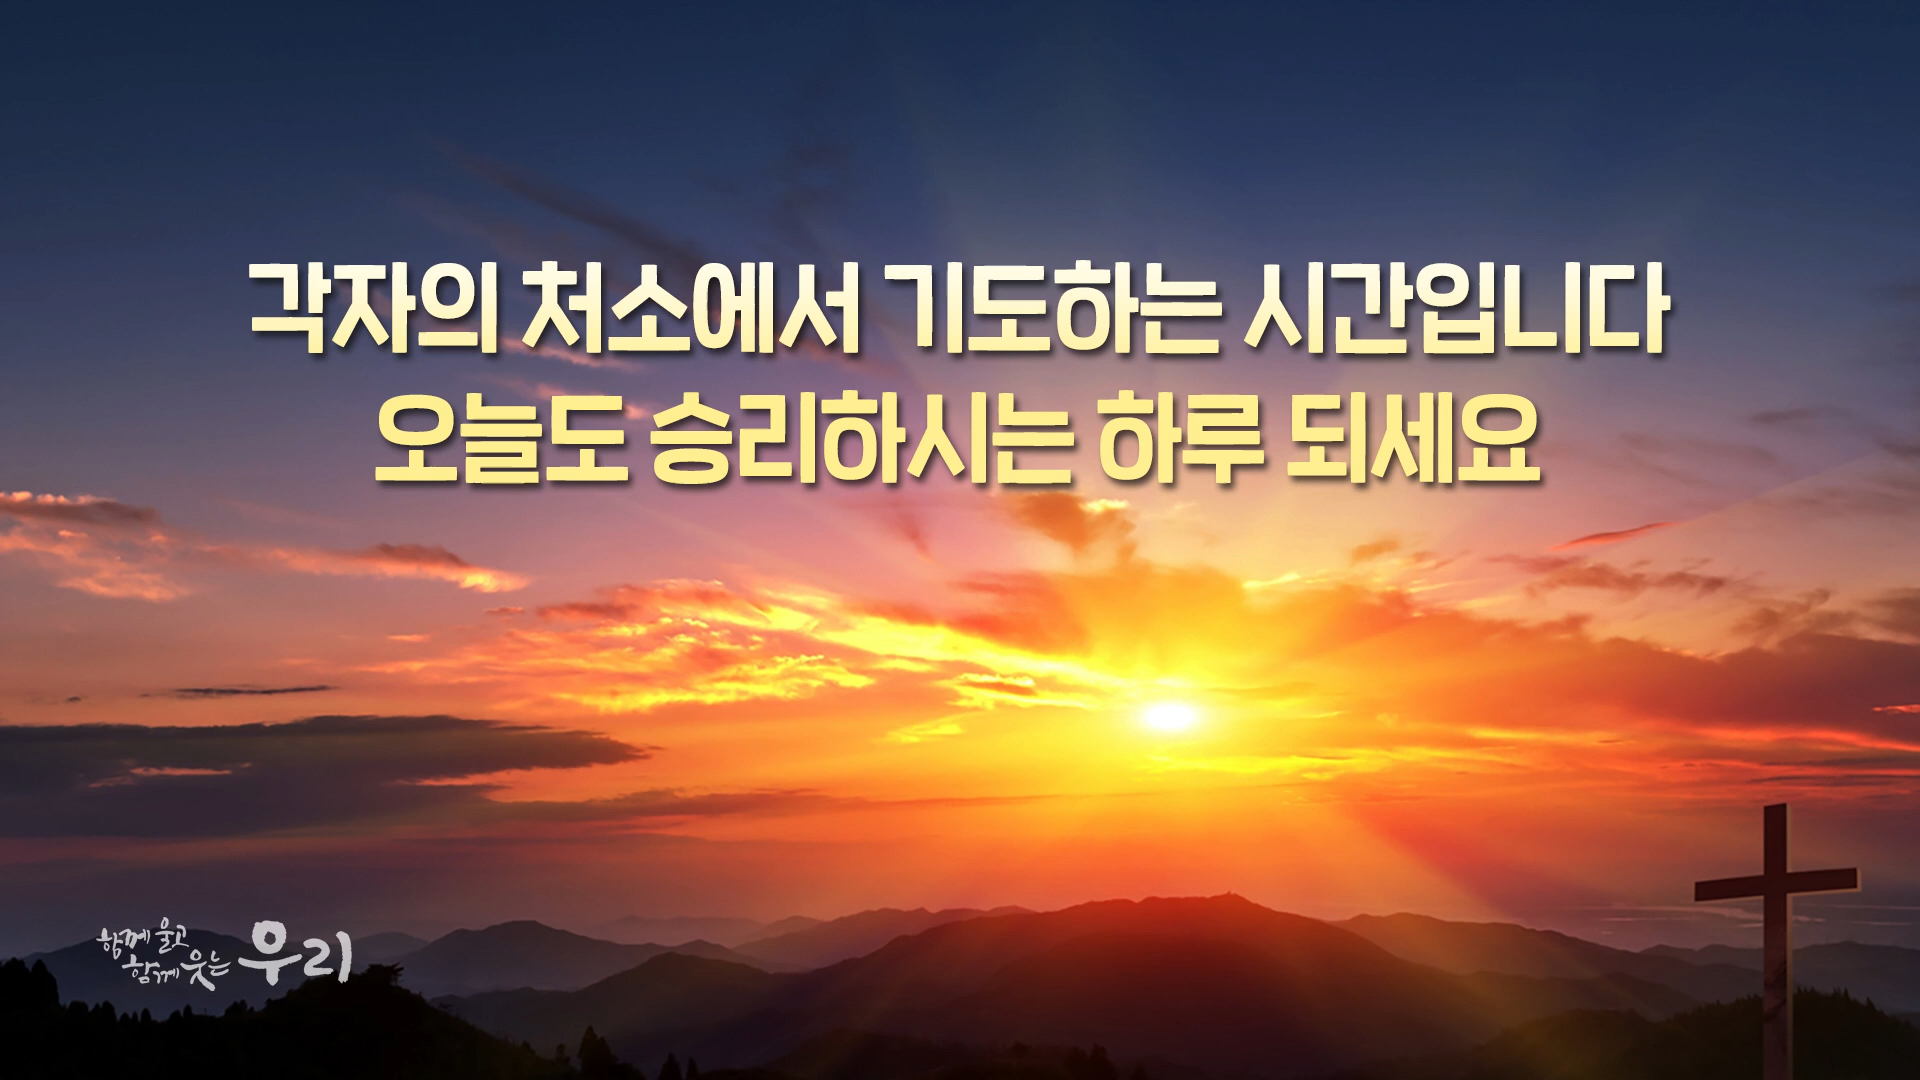 각자의 처소에서 기도하는 시간입니다
오늘도 승리하시는 하루 되세요
함께 울고
함께 웃는 우리